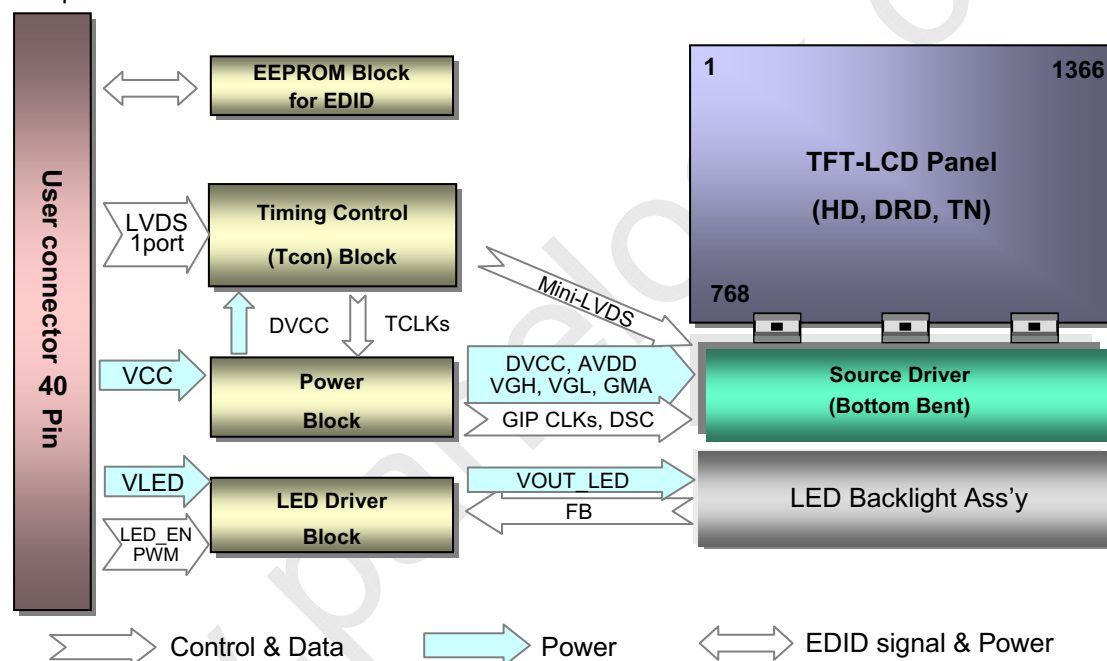 User connector 40 Pin
EEPROM Block
for EDID
LVDS
1port
Timing Control
(Tcon) Block
DVCC
TCLKs
Mini-LVDS
VCC
Power
Block
DVCC, AVDD
VGH, VGL, GMA
GIP CLKs, DSC
VLED
LED_EN
PWM
LED Driver
Block
VOUT_LED
FB
1
1366
TFT-LCD Panel
(HD, DRD, TN)
768
Source Driver
(Bottom Bent)
LED Backlight Ass'y
Control & Data
Power
EDID signal & Power